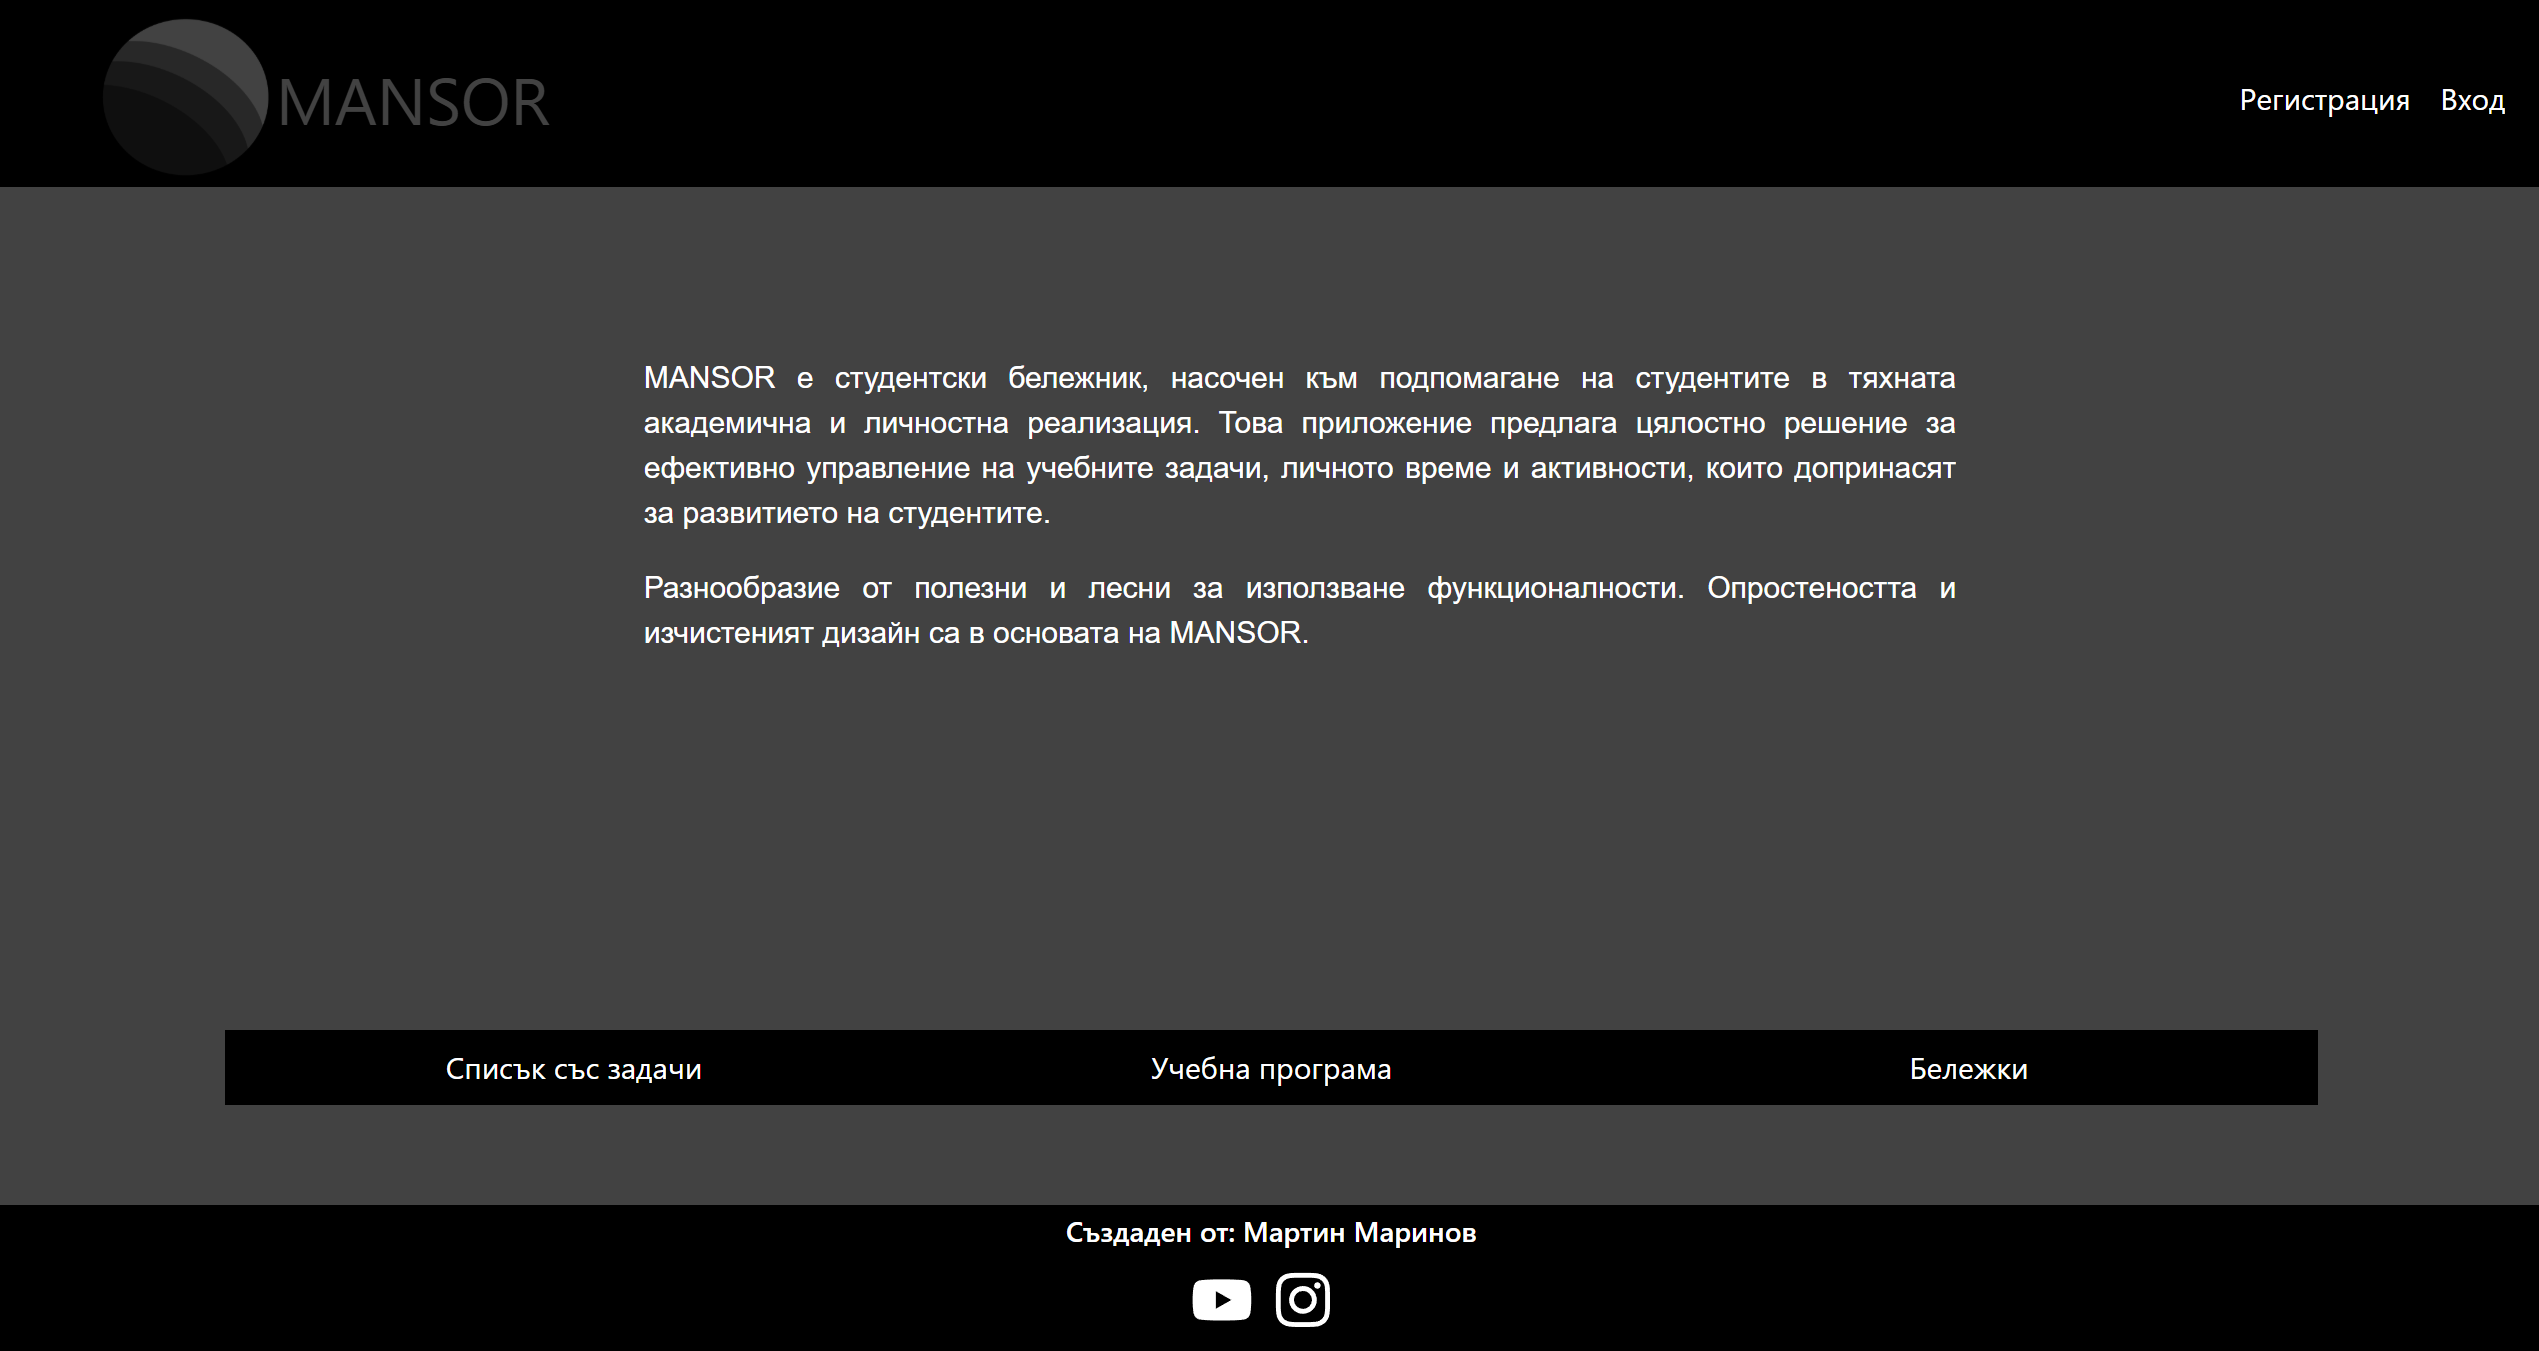 MANSOR
Регистрация Вход
MANSOR е студентски бележник, насочен към подпомагане на студентите в тяхната
академична и личностна реализация. Това приложение предлага цялостно решение за
ефективно управление на учебните задачи, личното време и активности, които допринасят
за развитието на студентите.
Разнообразие от полезни и лесни за използване функционалности. Опростеността и
изчистеният дизайн са в основата на MANSOR.
Списък със задачи Учебна програма Бележки
Създаден от: Мартин Маринов